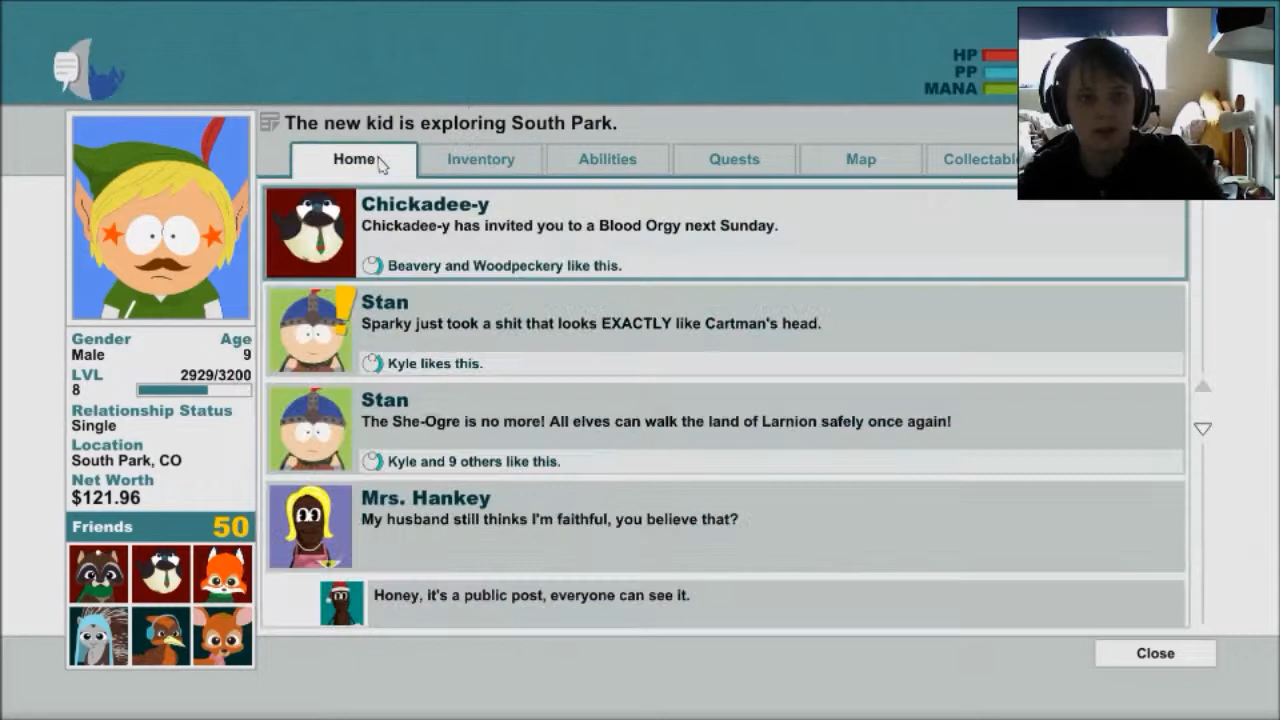 HP
PP
MANA
The new kid is exploring South Park.
Home
Inventory
Abilities
Quests
Map
Chickadee-y
Chickadee-y has invited you to a Blood Orgy next Sunday.
Beavery and Woodpeckery like this.
Stan
Sparky just took a shit that looks EXACTLY like Cartman's head.
Kyle likes this.
Stan
The She-Ogre is no more! All elves can walk the land of Larnion safely once again!
Kyle and 9 others like this.
Mrs. Hankey
My husband still thinks I'm faithful, you believe that?
Honey, it's a public post, everyone can see it.
Gender Age
Male 9
LVL 2929/3200
8
Relationship Status
Single
Location
South Park, CO
Net Worth
$121.96
Friends 50
Close